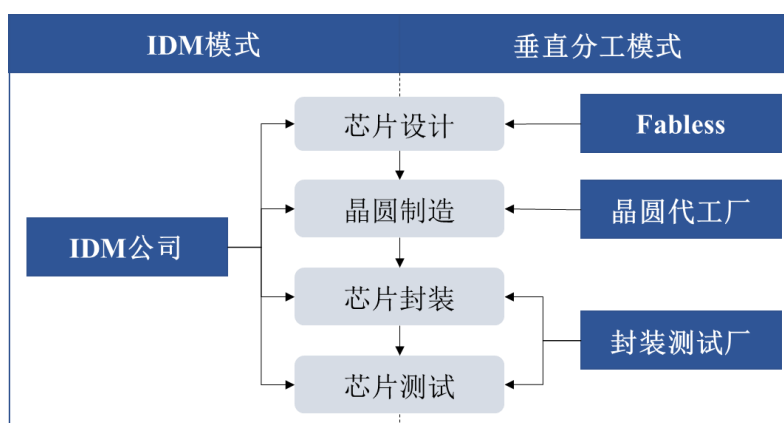 IDM模式
垂直分工模式
芯片设计
Fabless
晶圆制造
晶圆代工厂
IDM公司
芯片封装
封装测试厂
芯片测试